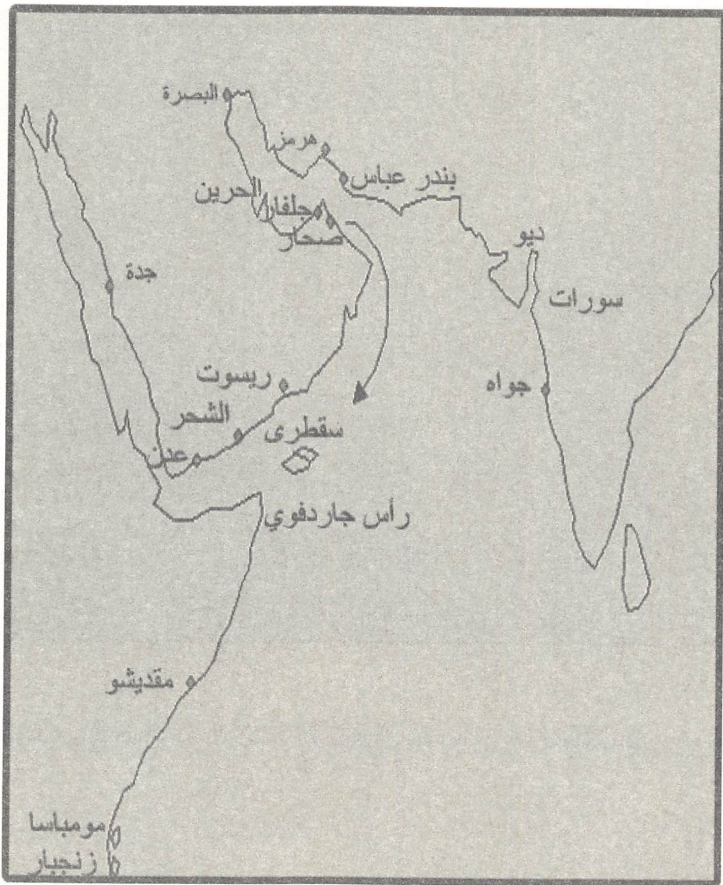 البصرة
هرمز
بندر عباس
الحرين
جلفار
صحار
ديو
سورات
جدة
جواه
ريسوت
الشحر
سقطرى
عدن
رأس جاردفوي
مقديشو
مومباسا
زنجبار